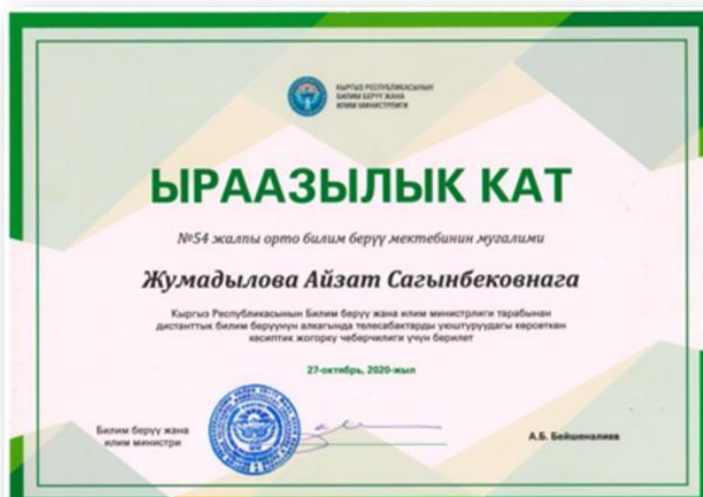 КЫРГЫЗ РЕСПУБЛИКАСЫНЫН
БИЛИМ БЕРҮҮ ЖАНА
ИЛИМ МИНИСТРЛИГИ
ЫРААЗЫЛЫК КАТ
№54 жалпы орто билим берүү мектебинин мугалими
Жумадылова Айзат Сагынбековнага
Кыргыз Республикасынын Билим берүү жана илим министрлиги тарабынан
дистанттык билим берүүнүн алкагында телесабактарды уюштуруудагы көрсөткөн
кесиптик жогорку чеберчилиги үчүн берилет
27-октябрь, 2020-жыл
Билим берүү жана
илим министри
А.Б. Бейшеналиев